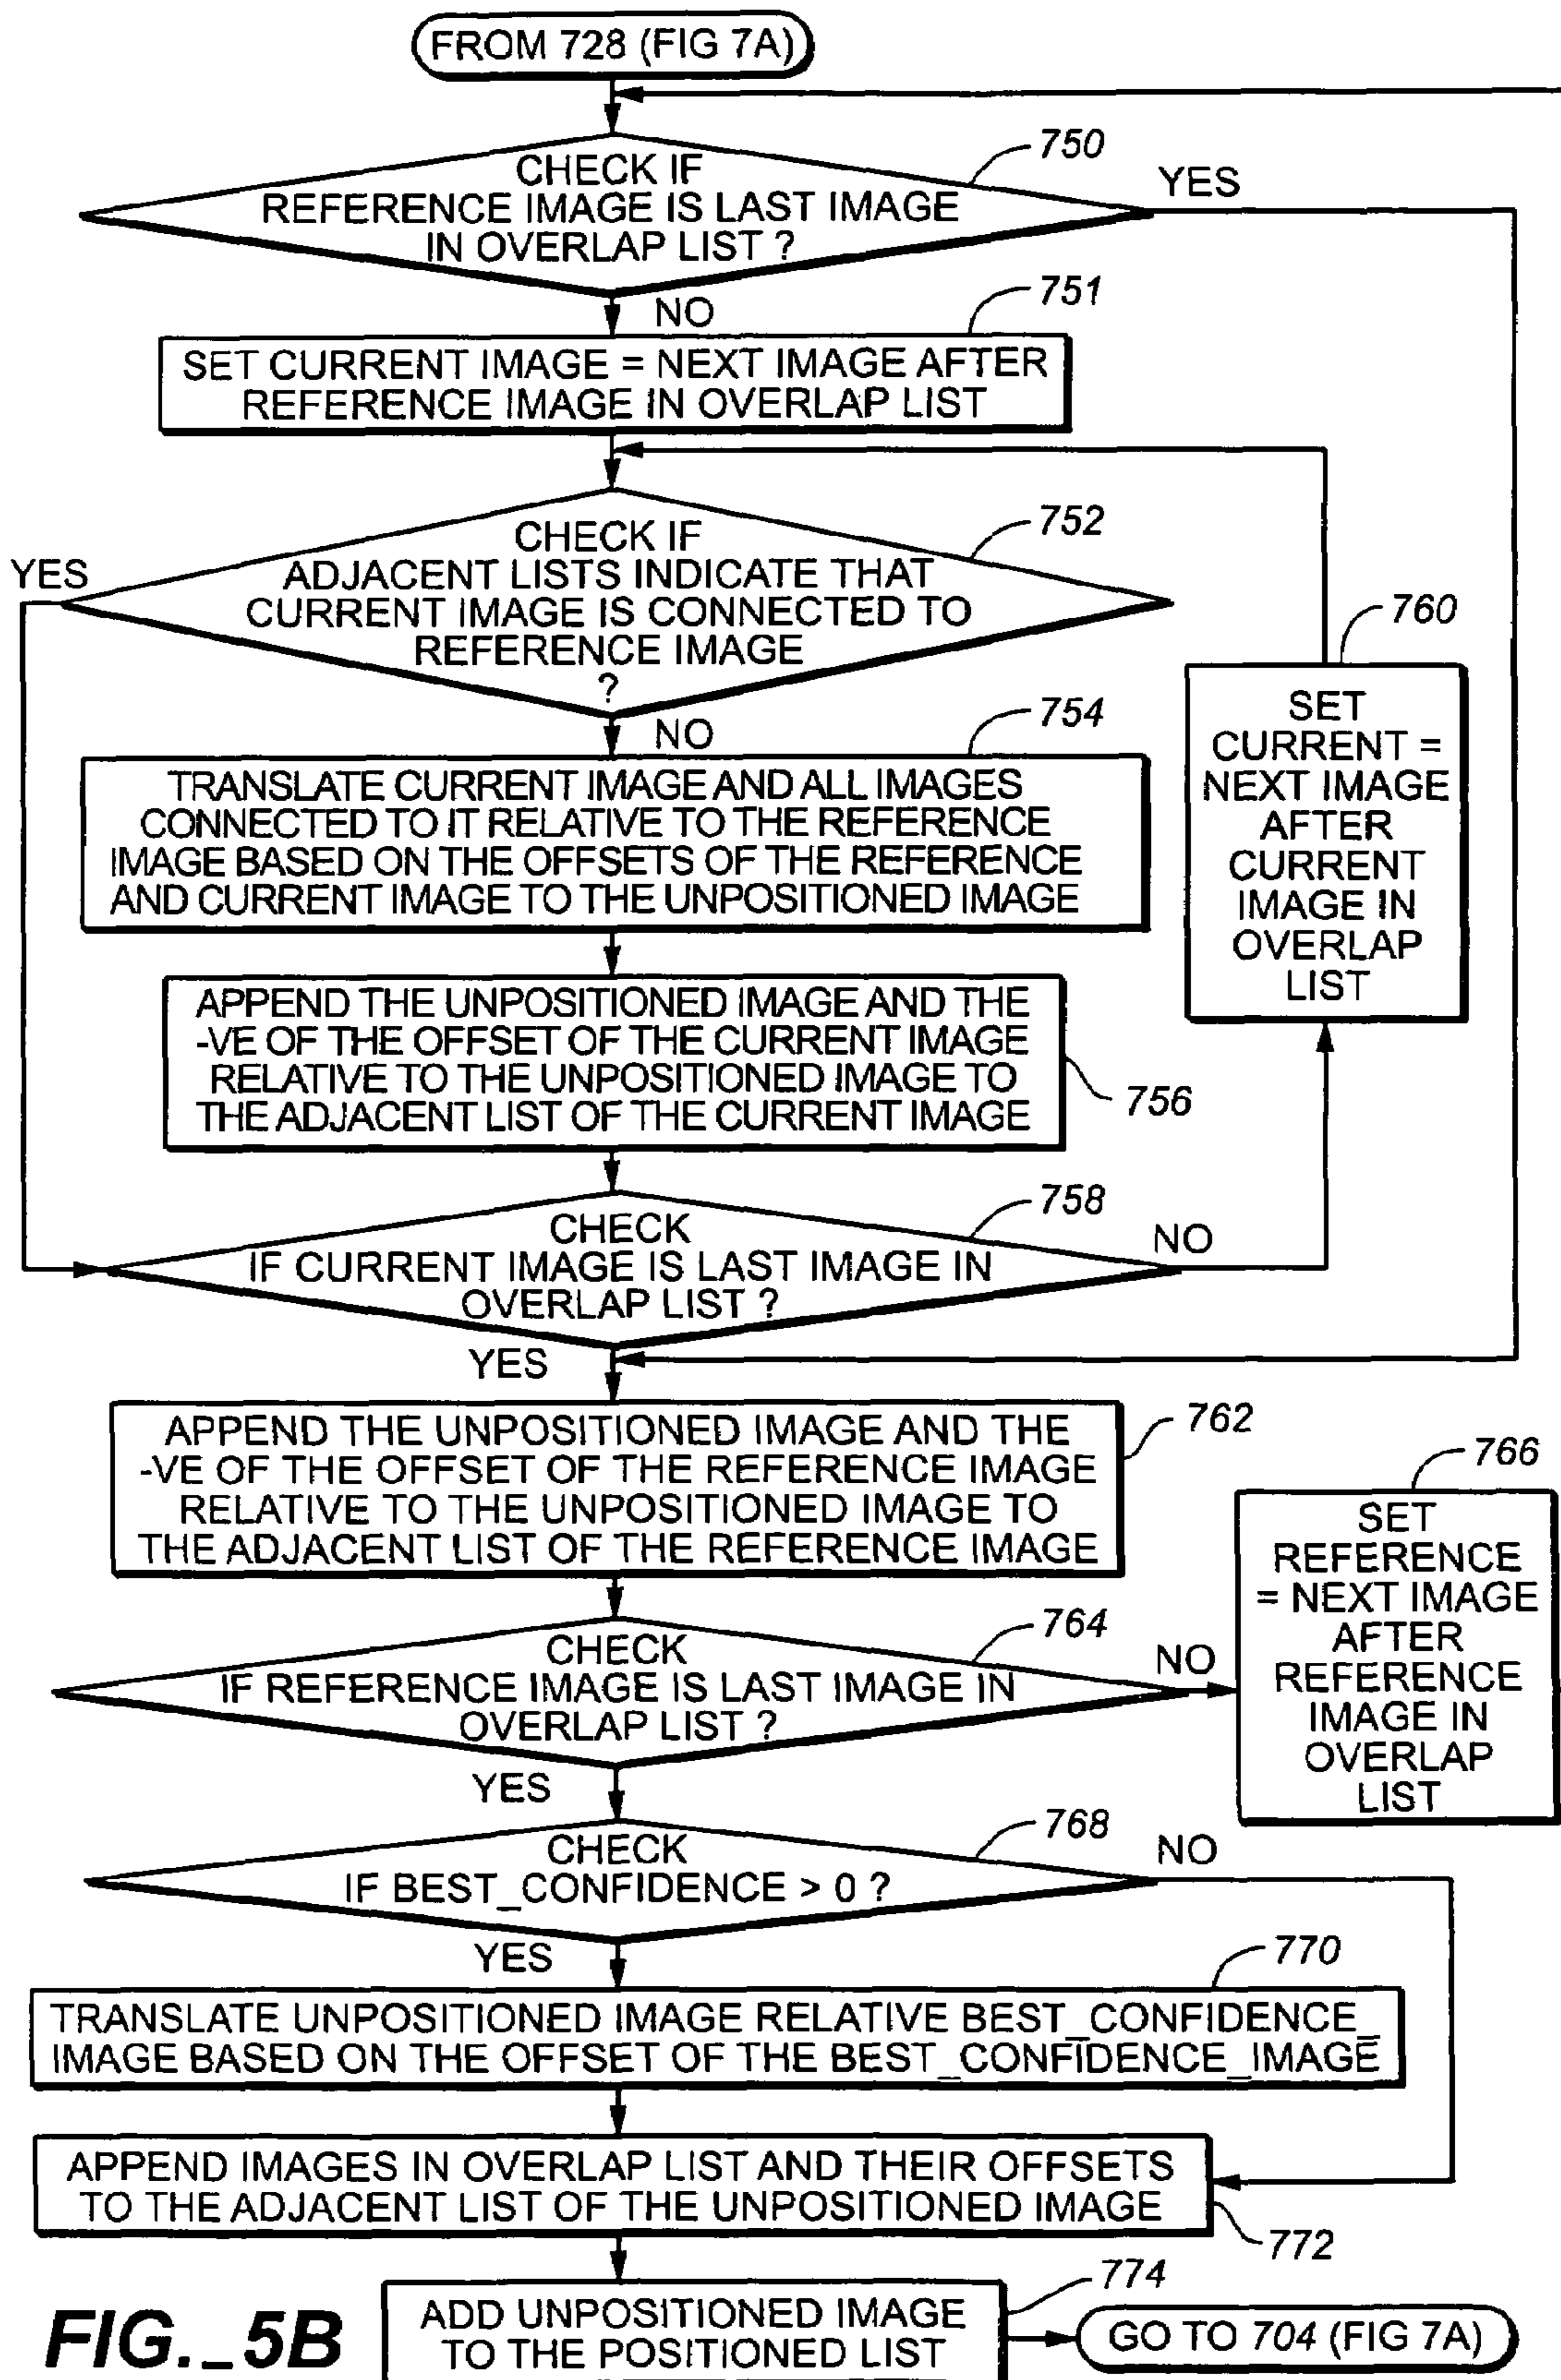 FROM 728 (FIG 7A)
750
CHECK IF
REFERENCE IMAGE IS LAST IMAGE
IN OVERLAP LIST ?
YES
NO
751
SET CURRENT IMAGE = NEXT IMAGE AFTER
REFERENCE IMAGE IN OVERLAP LIST
752
CHECK IF
ADJACENT LISTS INDICATE THAT
CURRENT IMAGE IS CONNECTED TO
REFERENCE IMAGE
?
YES
NO
760
SET
CURRENT =
NEXT IMAGE
AFTER
CURRENT
IMAGE IN
OVERLAP
LIST
754
TRANSLATE CURRENT IMAGE AND ALL IMAGES
CONNECTED TO IT RELATIVE TO THE REFERENCE
IMAGE BASED ON THE OFFSETS OF THE REFERENCE
AND CURRENT IMAGE TO THE UNPOSITIONED IMAGE
APPEND THE UNPOSITIONED IMAGE AND THE
-VE OF THE OFFSET OF THE CURRENT IMAGE
RELATIVE TO THE UNPOSITIONED IMAGE TO
THE ADJACENT LIST OF THE CURRENT IMAGE
756
758
CHECK
IF CURRENT IMAGE IS LAST IMAGE IN
OVERLAP LIST ?
NO
YES
762
APPEND THE UNPOSITIONED IMAGE AND THE
-VE OF THE OFFSET OF THE REFERENCE IMAGE
RELATIVE TO THE UNPOSITIONED IMAGE TO
THE ADJACENT LIST OF THE REFERENCE IMAGE
766
SET
REFERENCE
= NEXT IMAGE
AFTER
REFERENCE
IMAGE IN
OVERLAP
LIST
764
CHECK
IF REFERENCE IMAGE IS LAST IMAGE IN
OVERLAP LIST ?
NO
YES
768
CHECK
IF BEST_CONFIDENCE > 0 ?
NO
YES
770
TRANSLATE UNPOSITIONED IMAGE RELATIVE BEST_CONFIDENCE_
IMAGE BASED ON THE OFFSET OF THE BEST_CONFIDENCE_IMAGE
APPEND IMAGES IN OVERLAP LIST AND THEIR OFFSETS
TO THE ADJACENT LIST OF THE UNPOSITIONED IMAGE
772
774
ADD UNPOSITIONED IMAGE
TO THE POSITIONED LIST
GO TO 704 (FIG 7A)
FIG._5B